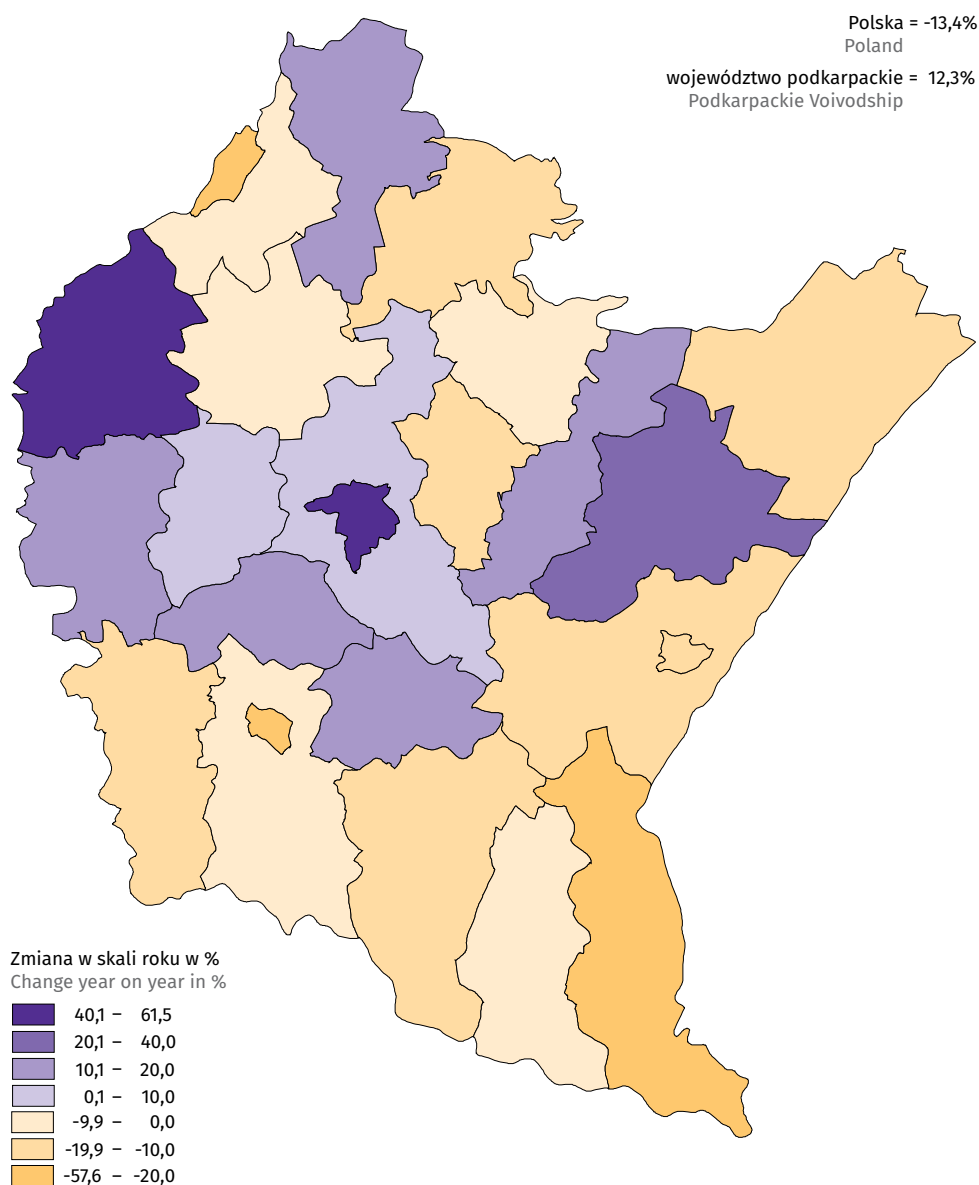 Polska = -13,4%
Poland
województwo podkarpackie = 12,3%
Podkarpackie Voivodship
Zmiana w skali roku w %
Change year on year in %
40,1 – 61,5
20,1 – 40,0
10,1 – 20,0
0,1 – 10,0
-9,9 – 0,0
-19,9 – -10,0
-57,6 – -20,0